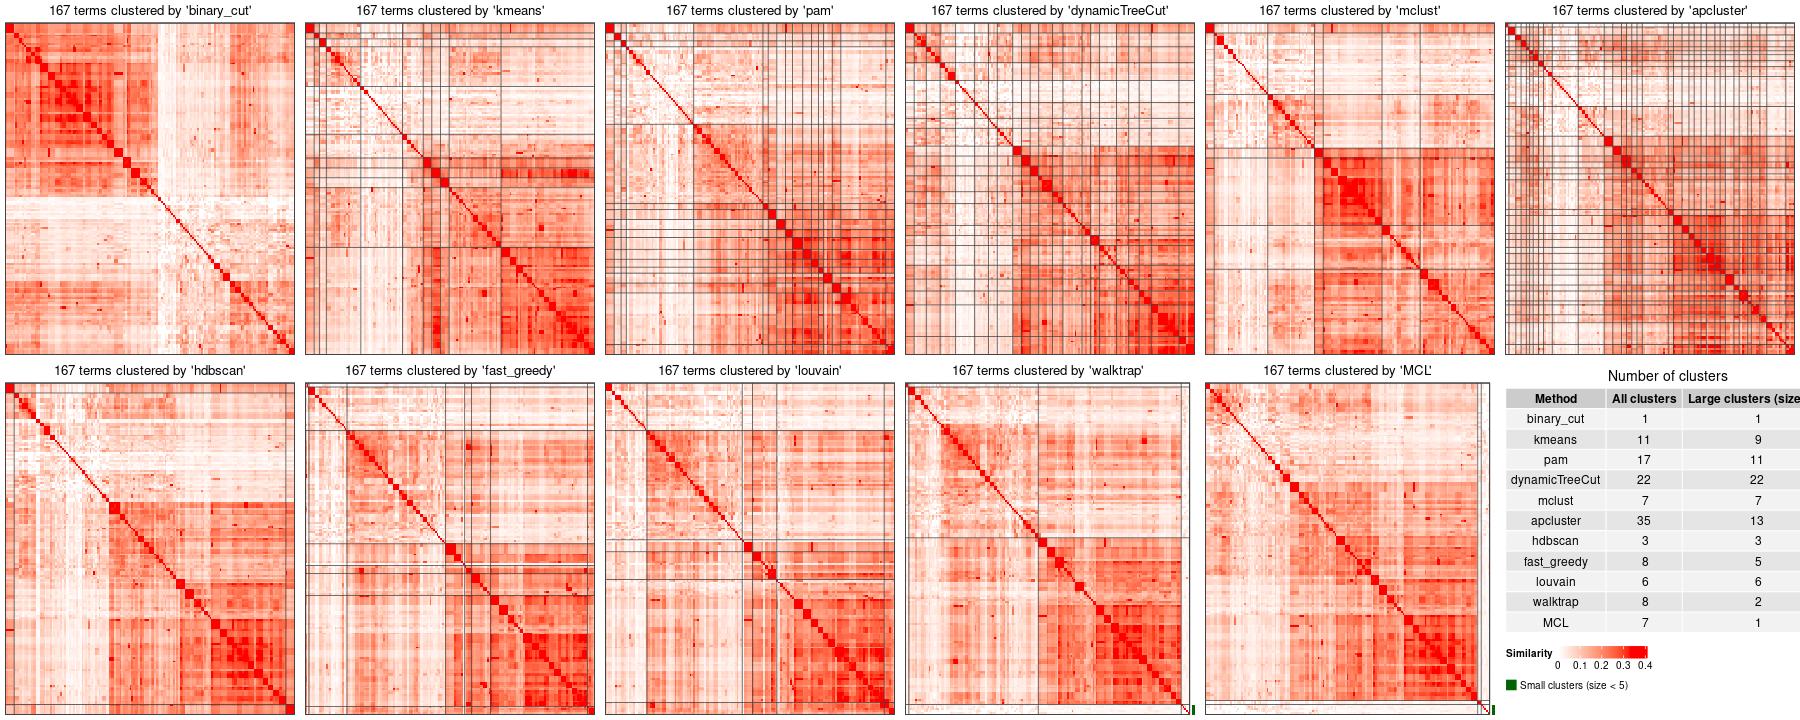 167 terms clustered by 'binary_cut'
167 terms clustered by 'kmeans'
167 terms clustered by 'pam'
167 terms clustered by 'dynamicTreeCut'
167 terms clustered by 'mclust'
167 terms clustered by 'apcluster'
167 terms clustered by 'hdbscan'
167 terms clustered by 'fast_greedy'
167 terms clustered by 'louvain'
167 terms clustered by 'walktrap'
167 terms clustered by 'MCL'
Number of clusters
Method All clusters Large clusters (size
binary_cut 1 1
kmeans 11 9
pam 17 11
dynamicTreeCut 22 22
mclust 7 7
apcluster 35 13
hdbscan 3 3
fast_greedy 8 5
louvain 6 6
walktrap 8 2
MCL 7 1
Similarity
0 0.1 0.2 0.3 0.4
Small clusters (size < 5)